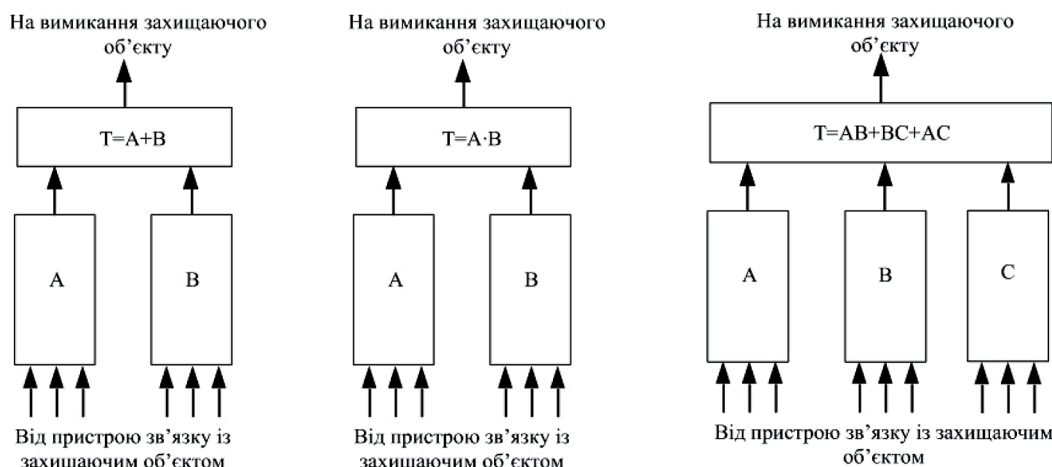 На вимикання захищаючого
об’єкту
T=A+B
A
B
Від пристрою зв’язку із
захищаючим об’єктом
На вимикання захищаючого
об’єкту
T=A·B
A
B
Від пристрою зв’язку із
захищаючим об’єктом
На вимикання захищаючого
об’єкту
T=AB+BC+AC
A
B
C
Від пристрою зв’язку із захищаючим
об’єктом